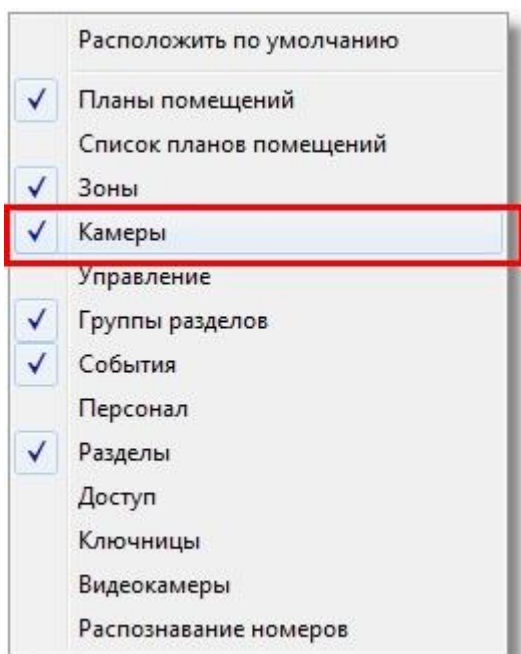 Расположить по умолчанию
Планы помещений
Список планов помещений
Зоны
Камеры
Управление
Группы разделов
События
Персонал
Разделы
Доступ
Ключницы
Видеокамеры
Распознавание номеров